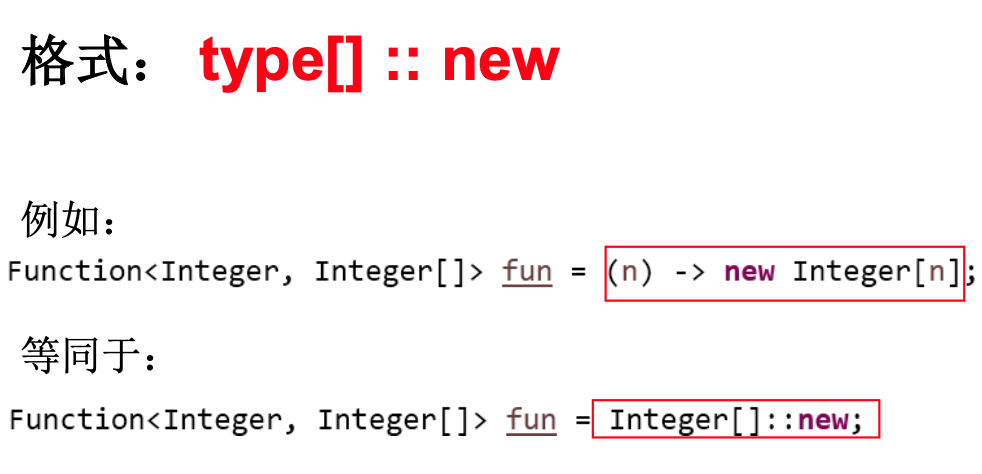 格式： type[] :: new
例如：
Function<Integer, Integer[]> fun = (n) -> new Integer[n];
等同于：
Function<Integer, Integer[]> fun = Integer[]::new;